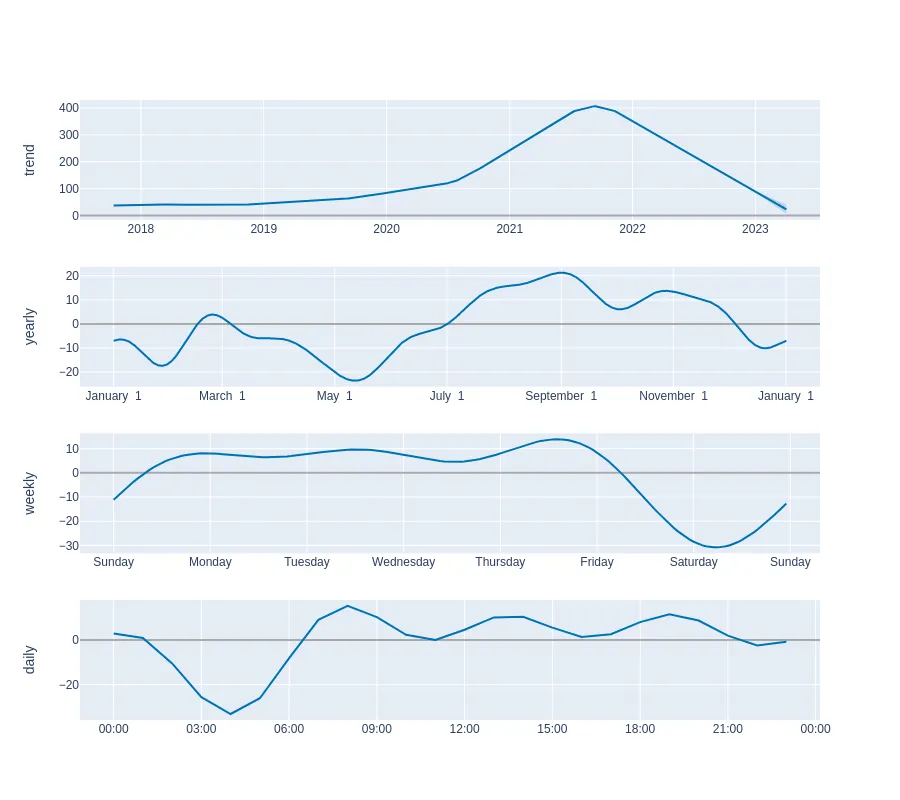 trend
400
300
200
100
0
2018 2019 2020 2021 2022 2023
yearly
20
10
0
−10
−20
January 1 March 1 May 1 July 1 September 1 November 1 January 1
weekly
10
0
−10
−20
−30
Sunday Monday Tuesday Wednesday Thursday Friday Saturday Sunday
daily
0
−20
00:00 03:00 06:00 09:00 12:00 15:00 18:00 21:00 00:00